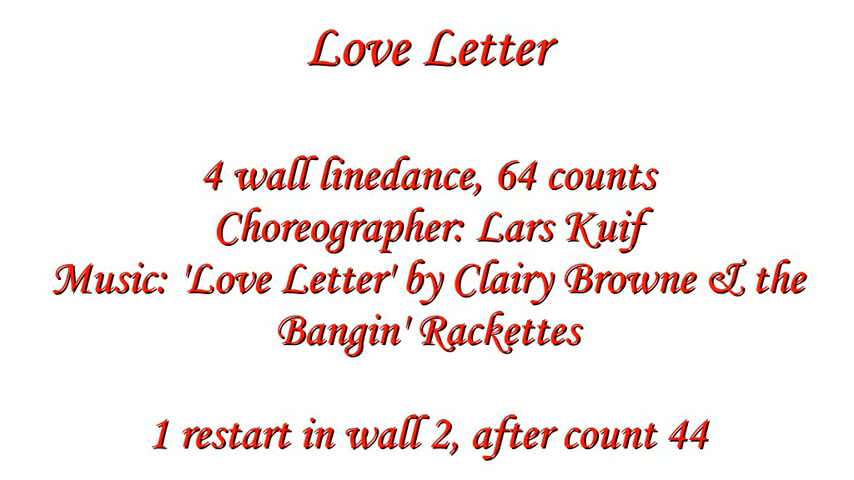 Love Letter
4 wall linedance, 64 counts
Choreographer: Lars Kuif
Music: 'Love Letter' by Clairy Browne & the
Bangin' Rackettes
1 restart in wall 2, after count 44